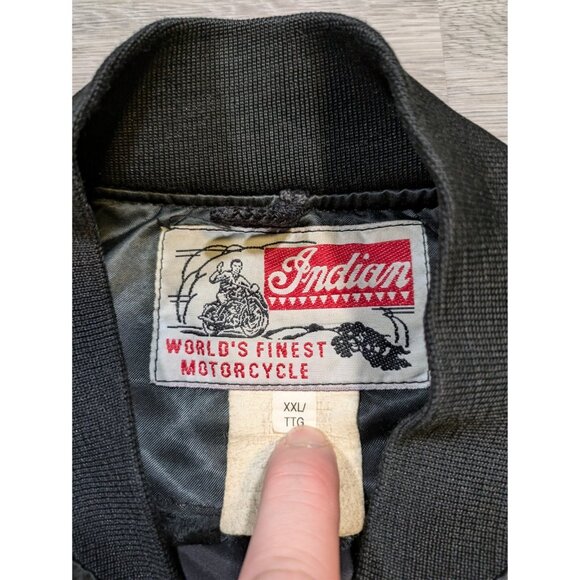 Indian
WORLD'S FINEST
MOTORCYCLE
XXL/
TTG